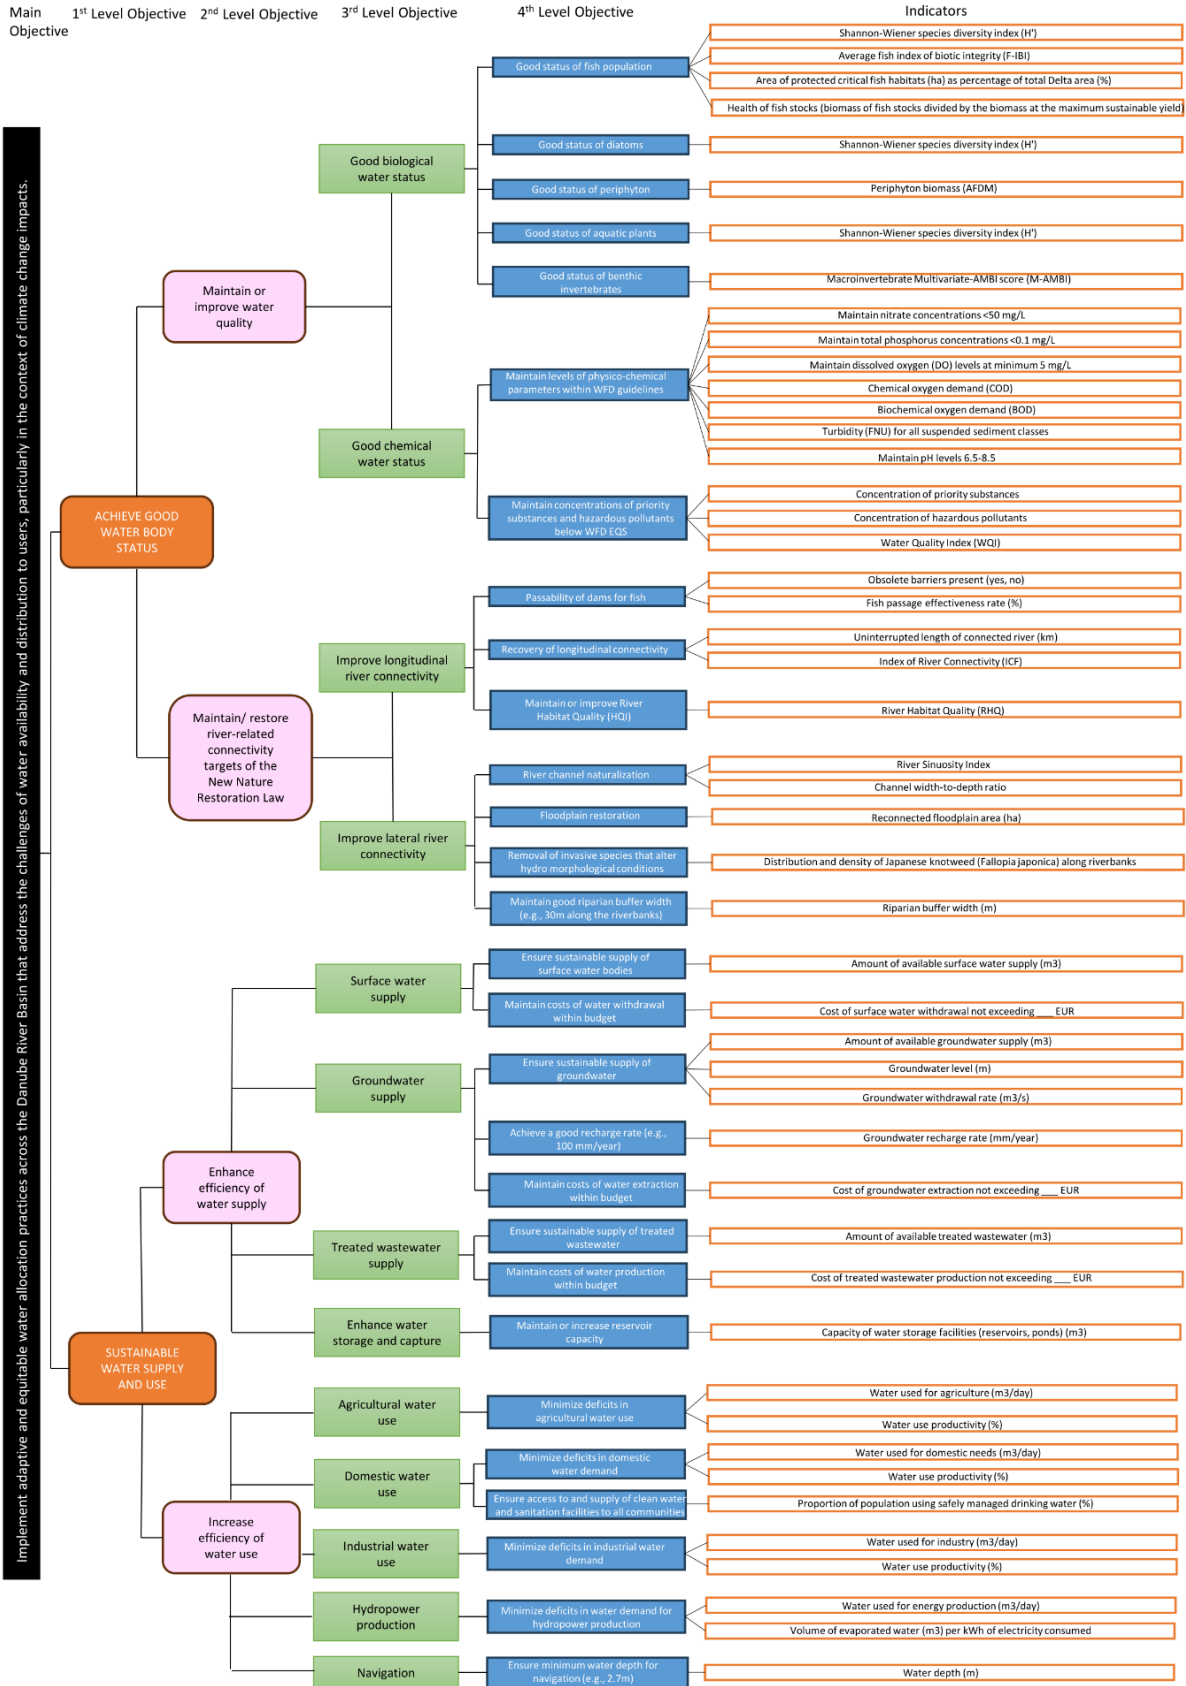 Main
Objective
1st Level Objective
2nd Level Objective
3rd Level Objective
4th Level Objective
Indicators
Implement adaptive and equitable water allocation practices across the Danube River Basin that address the challenges of water availability and distribution to users, particularly in the context of climate change impacts.
ACHIEVE GOOD
WATER BODY
STATUS
Maintain or
improve water
quality
Good biological
water status
Good status of fish population
Shannon-Wiener species diversity index (H')
Average fish index of biotic integrity (F-IBI)
Area of protected critical fish habitats (ha) as percentage of total Delta area (%)
Health of fish stocks (biomass of fish stocks divided by the biomass at the maximum sustainable yield)
Good status of diatoms
Shannon-Wiener species diversity index (H')
Good status of periphyton
Periphyton biomass (AFDM)
Good status of aquatic plants
Shannon-Wiener species diversity index (H')
Good status of benthic
invertebrates
Macroinvertebrate Multivariate-AMBI score (M-AMBI)
Good chemical
water status
Maintain levels of physico-chemical
parameters within WFD guidelines
Maintain nitrate concentrations <50 mg/L
Maintain total phosphorus concentrations <0.1 mg/L
Maintain dissolved oxygen (DO) levels at minimum 5 mg/L
Chemical oxygen demand (COD)
Biochemical oxygen demand (BOD)
Turbidity (FNU) for all suspended sediment classes
Maintain pH levels 6.5-8.5
Maintain concentrations of priority
substances and hazardous pollutants
below WFD EQS
Concentration of priority substances
Concentration of hazardous pollutants
Water Quality Index (WQI)
Maintain/ restore
river-related
connectivity
targets of the
New Nature
Restoration Law
Improve longitudinal
river connectivity
Passability of dams for fish
Obsolete barriers present (yes, no)
Fish passage effectiveness rate (%)
Recovery of longitudinal connectivity
Uninterrupted length of connected river (km)
Index of River Connectivity (ICF)
Maintain or improve River
Habitat Quality (HQI)
River Habitat Quality (RHQ)
Improve lateral river
connectivity
River channel naturalization
River Sinuosity Index
Channel width-to-depth ratio
Floodplain restoration
Reconnected floodplain area (ha)
Removal of invasive species that alter
hydro morphological conditions
Distribution and density of Japanese knotweed (Fallopia japonica) along riverbanks
Maintain good riparian buffer width
(e.g., 30m along the riverbanks)
Riparian buffer width (m)
SUSTAINABLE
WATER SUPPLY
AND USE
Enhance
efficiency of
water supply
Surface water
supply
Ensure sustainable supply of
surface water bodies
Amount of available surface water supply (m3)
Maintain costs of water withdrawal
within budget
Cost of surface water withdrawal not exceeding ___ EUR
Groundwater
supply
Ensure sustainable supply of
groundwater
Amount of available groundwater supply (m3)
Groundwater level (m)
Groundwater withdrawal rate (m3/s)
Achieve a good recharge rate (e.g.,
100 mm/year)
Groundwater recharge rate (mm/year)
Maintain costs of water extraction
within budget
Cost of groundwater extraction not exceeding ___ EUR
Treated wastewater
supply
Ensure sustainable supply of treated
wastewater
Amount of available treated wastewater (m3)
Maintain costs of water production
within budget
Cost of treated wastewater production not exceeding ___ EUR
Enhance water
storage and capture
Maintain or increase reservoir
capacity
Capacity of water storage facilities (reservoirs, ponds) (m3)
Increase
efficiency of
water use
Agricultural water
use
Minimize deficits in
agricultural water use
Water used for agriculture (m3/day)
Water use productivity (%)
Domestic water
use
Minimize deficits in domestic
water demand
Water used for domestic needs (m3/day)
Water use productivity (%)
Ensure access to and supply of clean water
and sanitation facilities to all communities
Proportion of population using safely managed drinking water (%)
Industrial water
use
Minimize deficits in industrial water
demand
Water used for industry (m3/day)
Water use productivity (%)
Hydropower
production
Minimize deficits in water demand for
hydropower production
Water used for energy production (m3/day)
Volume of evaporated water (m3) per kWh of electricity consumed
Navigation
Ensure minimum water depth for
navigation (e.g., 2.7m)
Water depth (m)